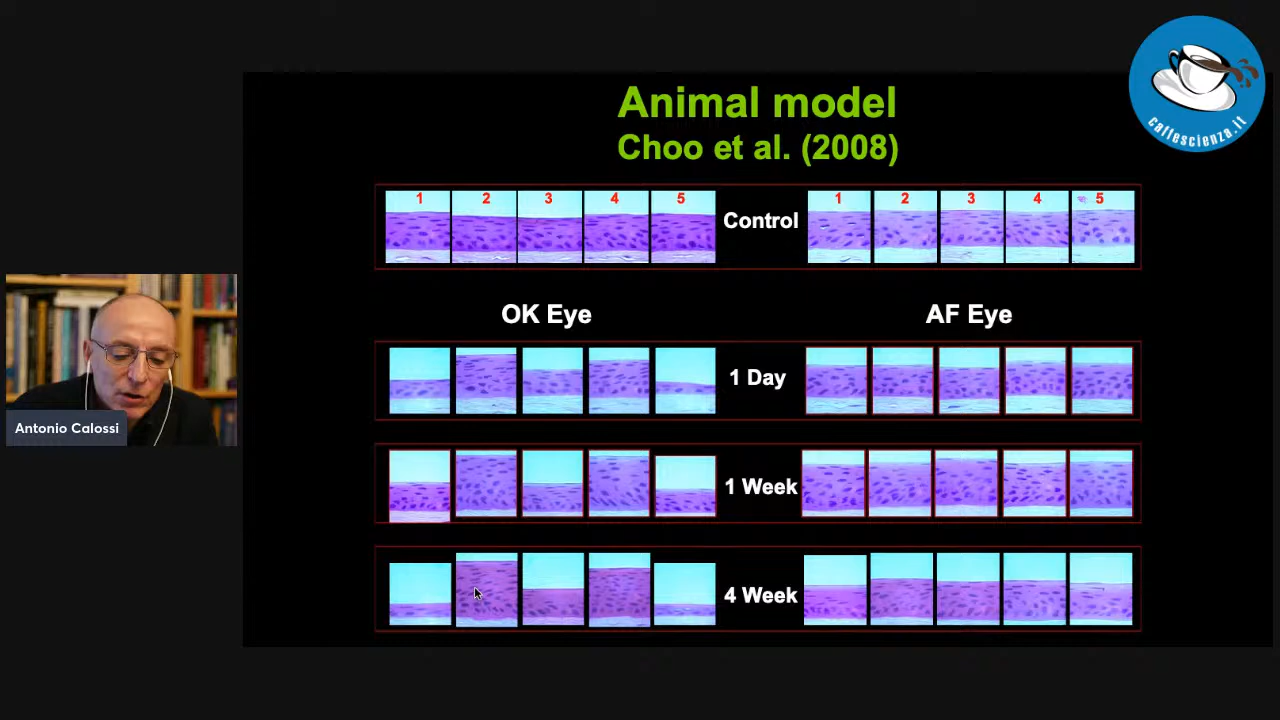 Animal model
Choo et al. (2008)
caffescienza.it
1 2 3 4 5 Control 1 2 3 4 5
OK Eye AF Eye
1 Day
1 Week
4 Week
Antonio Calossi